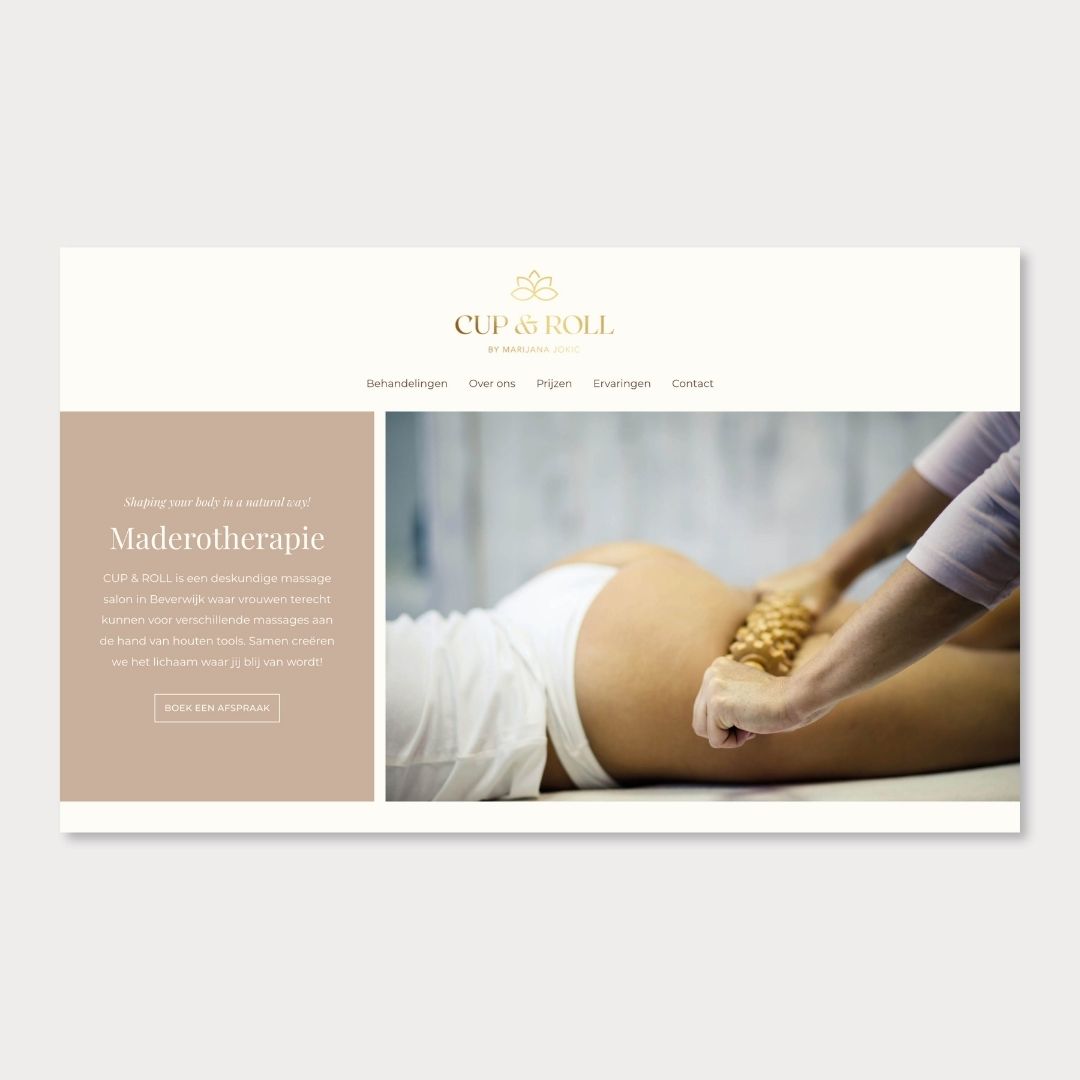 CUP & ROLL
BY MARIJANA JOKIC
Behandelingen Over ons Prijzen Ervaringen Contact
Shaping your body in a natural way!
Maderotherapie
CUP & ROLL is een deskundige massage
salon in Beverwijk waar vrouwen terecht
kunnen voor verschillende massages aan
de hand van houten tools. Samen creëren
we het lichaam waar jij blij van wordt!
BOEK EEN AFSPRAAK